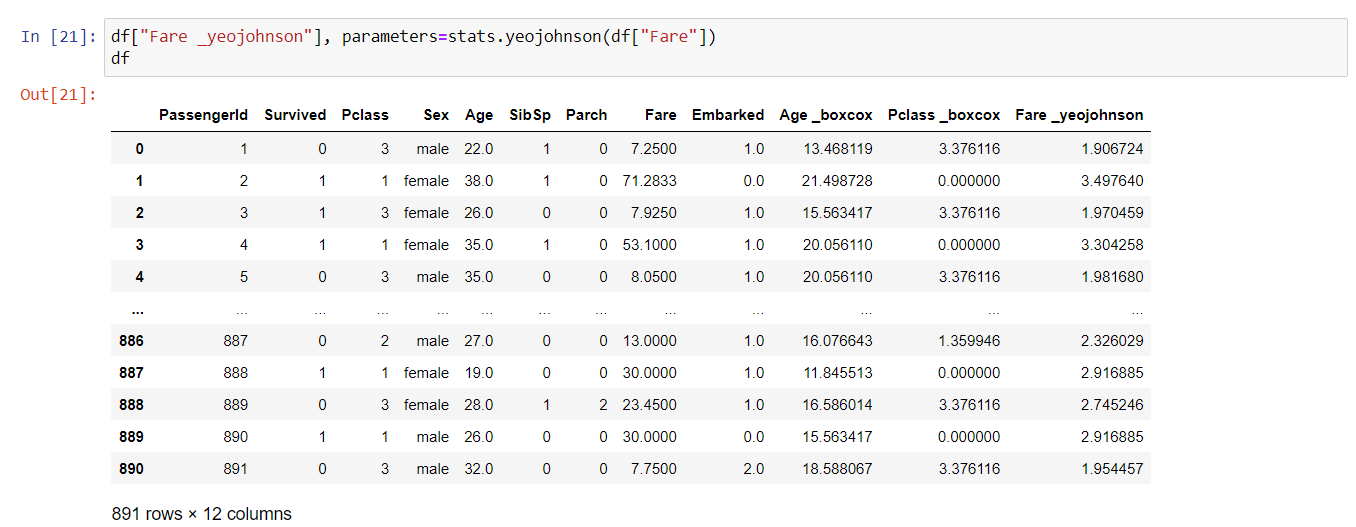 In [21]: df["Fare _yeojohnson"], parameters=stats.yeojohnson(df["Fare"])
df
Out[21]:
PassengerId Survived Pclass Sex Age SibSp Parch Fare Embarked Age _boxcox Pclass _boxcox Fare _yeojohnson
0 1 0 3 male 22.0 1 0 7.2500 1.0 13.468119 3.376116 1.906724
1 2 1 1 female 38.0 1 0 71.2833 0.0 21.498728 0.000000 3.497640
2 3 1 3 female 26.0 0 0 7.9250 1.0 15.563417 3.376116 1.970459
3 4 1 1 female 35.0 1 0 53.1000 1.0 20.056110 0.000000 3.304258
4 5 0 3 male 35.0 0 0 8.0500 1.0 20.056110 3.376116 1.981680
... ... ... ... ... ... ... ... ... ... ... ... ...
886 887 0 2 male 27.0 0 0 13.0000 1.0 16.076643 1.359946 2.326029
887 888 1 1 female 19.0 0 0 30.0000 1.0 11.845513 0.000000 2.916885
888 889 0 3 female 28.0 1 2 23.4500 1.0 16.586014 3.376116 2.745246
889 890 1 1 male 26.0 0 0 30.0000 0.0 15.563417 0.000000 2.916885
890 891 0 3 male 32.0 0 0 7.7500 2.0 18.588067 3.376116 1.954457
891 rows × 12 columns